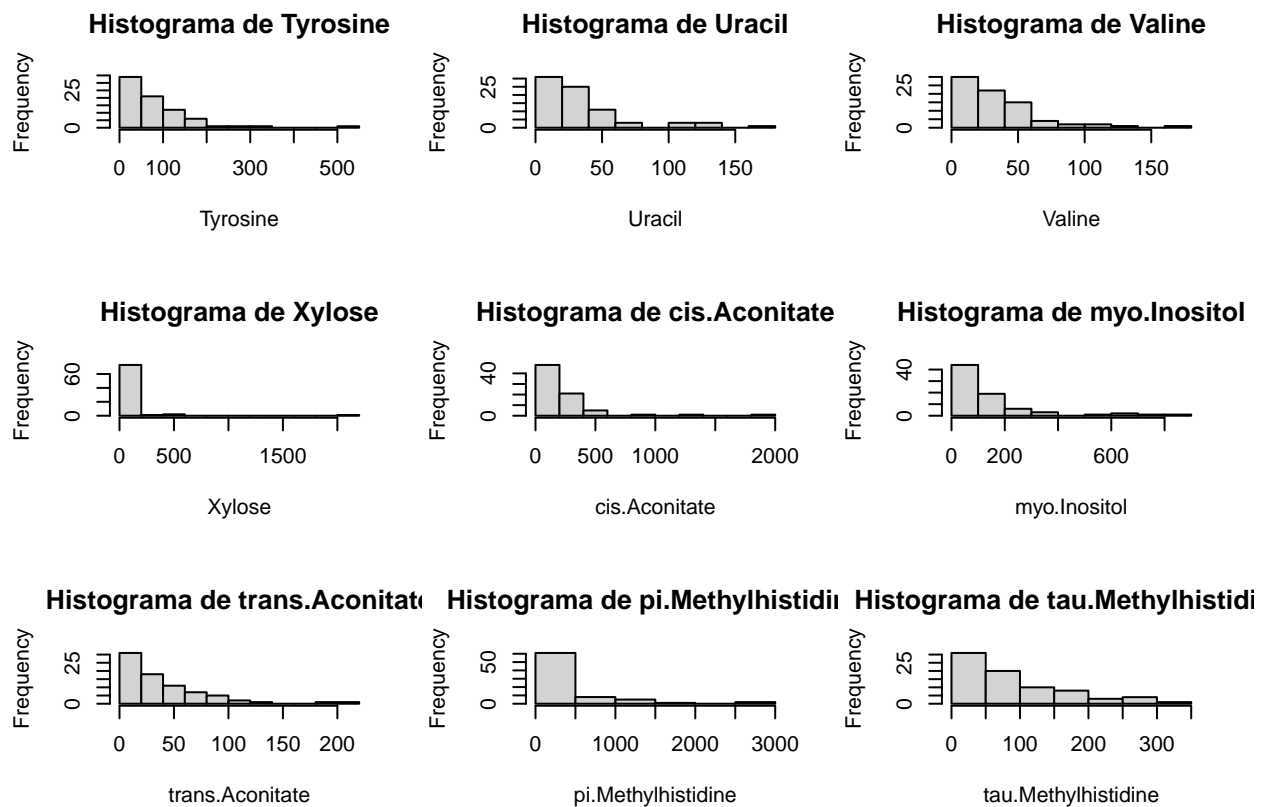 Histograma de Tyrosine
Frequency
0 25
0 100 300 500
Tyrosine
Histograma de Uracil
Frequency
0 25
0 50 100 150
Uracil
Histograma de Valine
Frequency
0 25
0 50 100 150
Valine
Histograma de Xylose
Frequency
0 60
0 500 1500
Xylose
Histograma de cis.Aconitate
Frequency
0 40
0 500 1000 2000
cis.Aconitate
Histograma de myo.Inositol
Frequency
0 40
0 200 600
myo.Inositol
Histograma de trans.Aconitate
Frequency
0 25
0 50 100 150 200
trans.Aconitate
Histograma de pi.Methylhistidin
Frequency
0 50
0 1000 2000 3000
pi.Methylhistidine
Histograma de tau.Methylhistidi
Frequency
0 25
0 100 200 300
tau.Methylhistidine